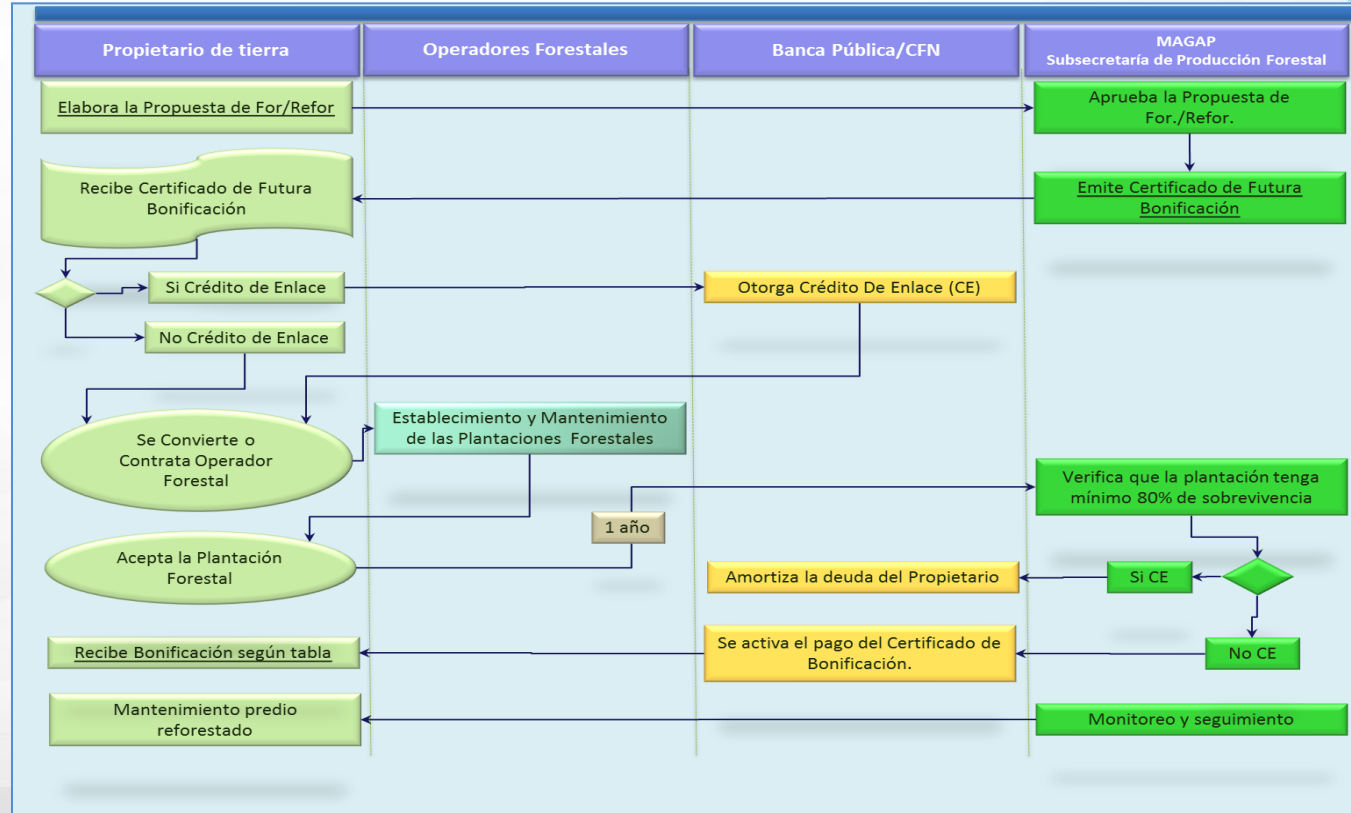 Propietario de tierra
Operadores Forestales
Banca Pública/CFN
MAGAP
Subsecretaría de Producción Forestal
Elabora la Propuesta de For/Refor
Aprueba la Propuesta de
For./Refor.
Recibe Certificado de Futura
Bonificación
Emite Certificado de Futura
Bonificación
Si Crédito de Enlace
Otorga Crédito De Enlace (CE)
No Crédito de Enlace
Se Convierte o
Contrata Operador
Forestal
Establecimiento y Mantenimiento
de las Plantaciones Forestales
Verifica que la plantación tenga
mínimo 80% de sobrevivencia
1 año
Acepta la Plantación
Forestal
Amortiza la deuda del Propietario
Si CE
Recibe Bonificación según tabla
Se activa el pago del Certificado de
Bonificación.
No CE
Mantenimiento predio
reforestado
Monitoreo y seguimiento